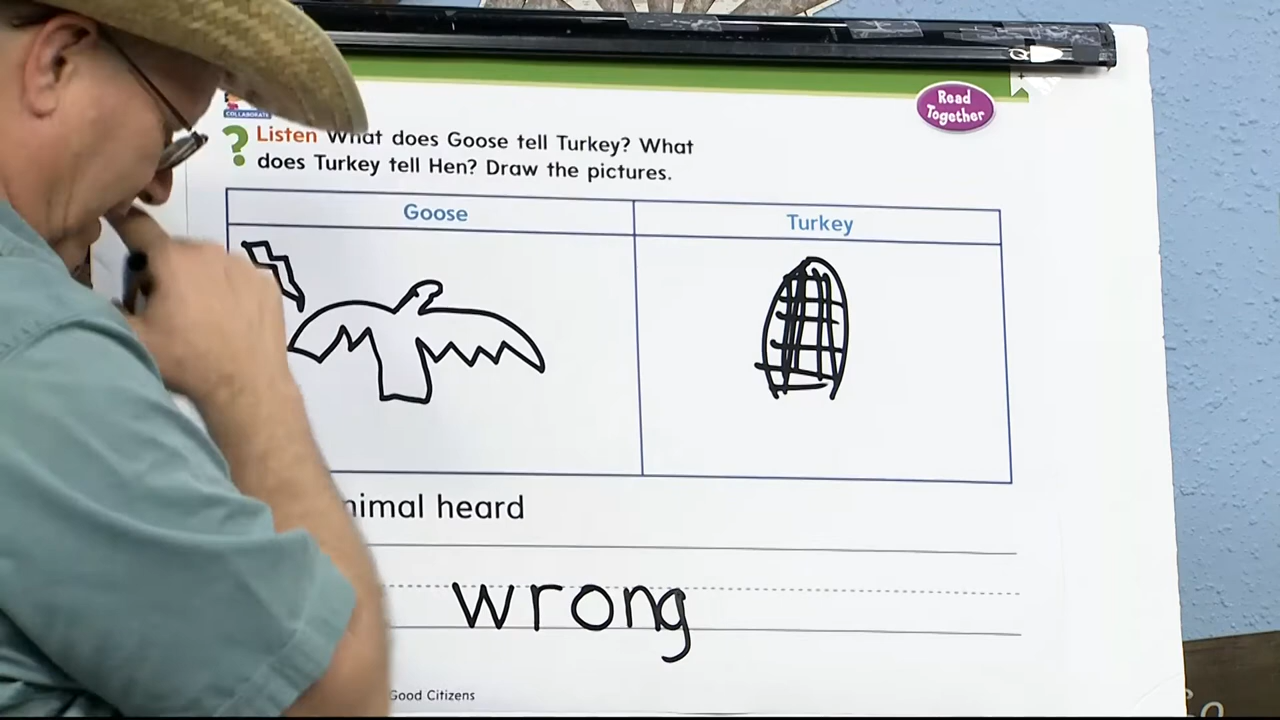 Read
Together
COLLABORATE
? Listen What does Goose tell Turkey? What
does Turkey tell Hen? Draw the pictures.
Goose
Turkey
nimal heard
wrong
Good Citizens